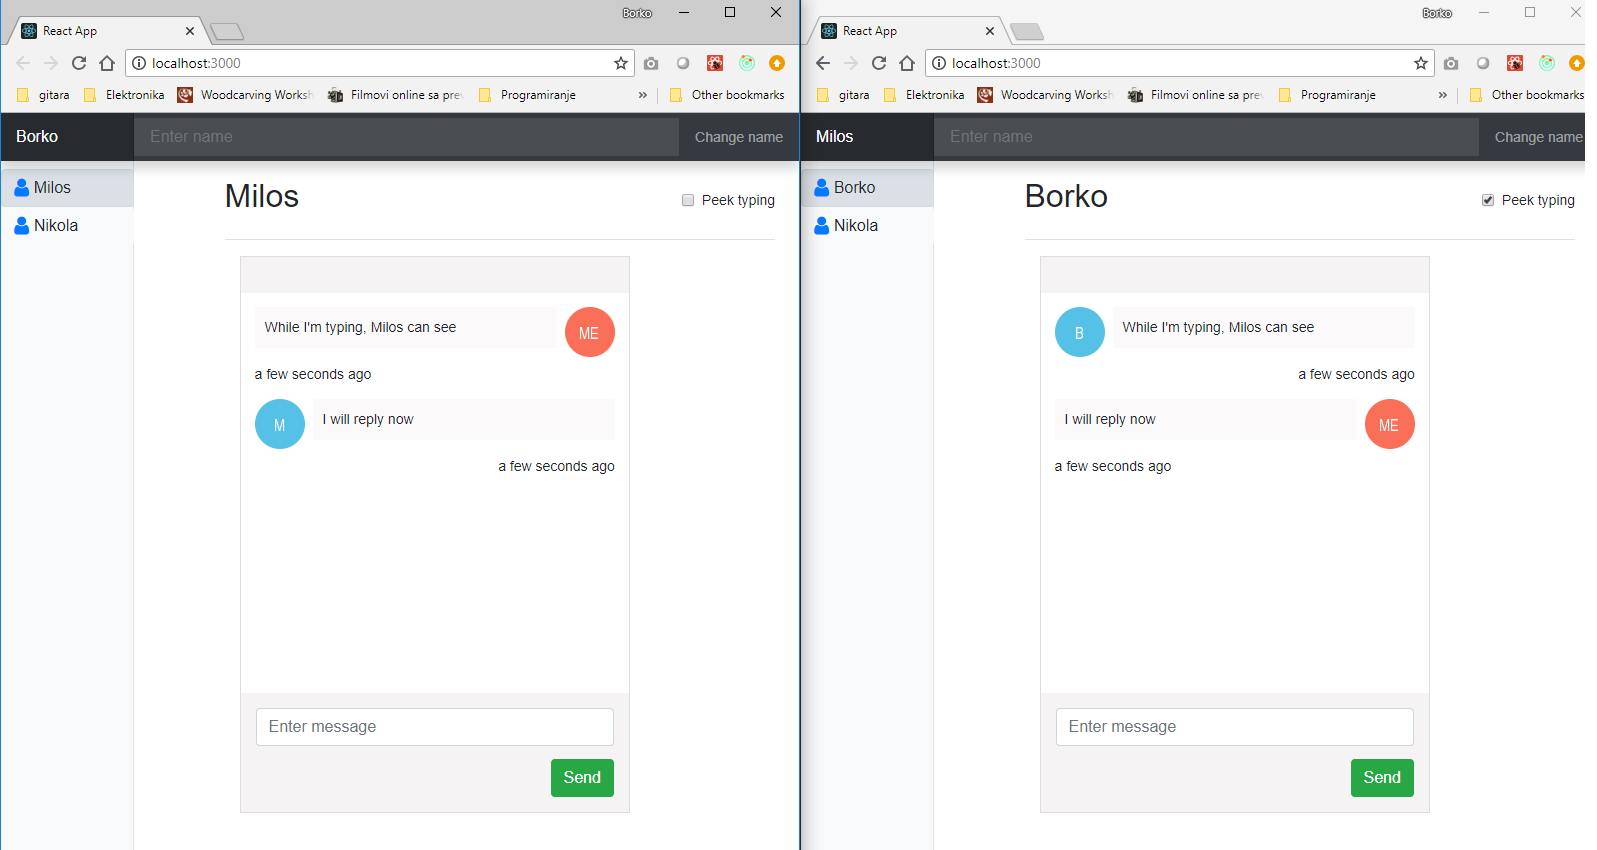 Borko
React App
localhost:3000
gitara
Elektronika
Woodcarving Worksh
Filmovi online sa prev
Programiranje
»
Other bookmarks
Borko
Enter name
Change name
Milos
Nikola
Milos
Peek typing
While I'm typing, Milos can see
ME
a few seconds ago
M
I will reply now
a few seconds ago
Enter message
Send
Borko
React App
localhost:3000
gitara
Elektronika
Woodcarving Worksh
Filmovi online sa prev
Programiranje
»
Other bookmarks
Milos
Enter name
Change name
Borko
Nikola
Borko
Peek typing
B
While I'm typing, Milos can see
a few seconds ago
I will reply now
ME
a few seconds ago
Enter message
Send